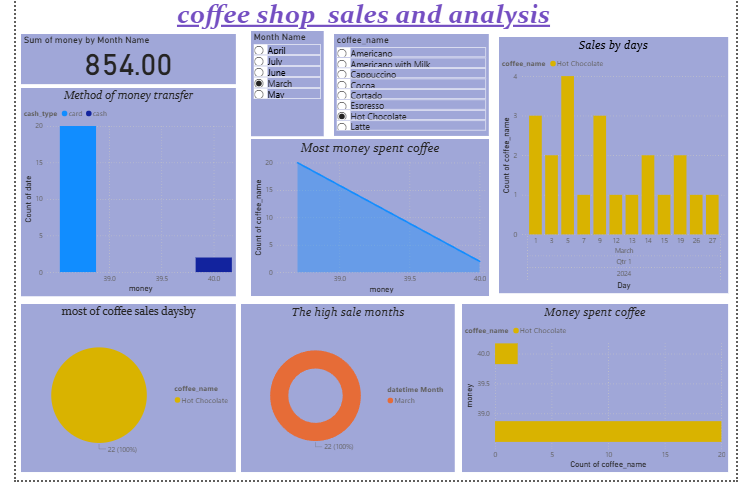 coffee shop sales and analysis
Sum of money by Month Name
854.00
Month Name
April
July
June
March
May
coffee_name
Americano
Americano with Milk
Cappuccino
Cocoa
Cortado
Espresso
Hot Chocolate
Latte
Sales by days
coffee_name Hot Chocolate
4
3
2
1
0
Count of coffee_name
1 3 5 7 9 12 13 14 15 19 26 27
March
Qtr 1
2024
Day
Method of money transfer
cash_type card cash
20
15
10
5
0
Count of date
39.0 39.5 40.0
money
Most money spent coffee
20
15
10
5
0
Count of coffee_name
39.0 39.5 40.0
money
most of coffee sales daysby
coffee_name
Hot Chocolate
22 (100%)
The high sale months
datetime Month
March
22 (100%)
Money spent coffee
coffee_name Hot Chocolate
40.0
39.5
39.0
money
0 5 10 15 20
Count of coffee_name